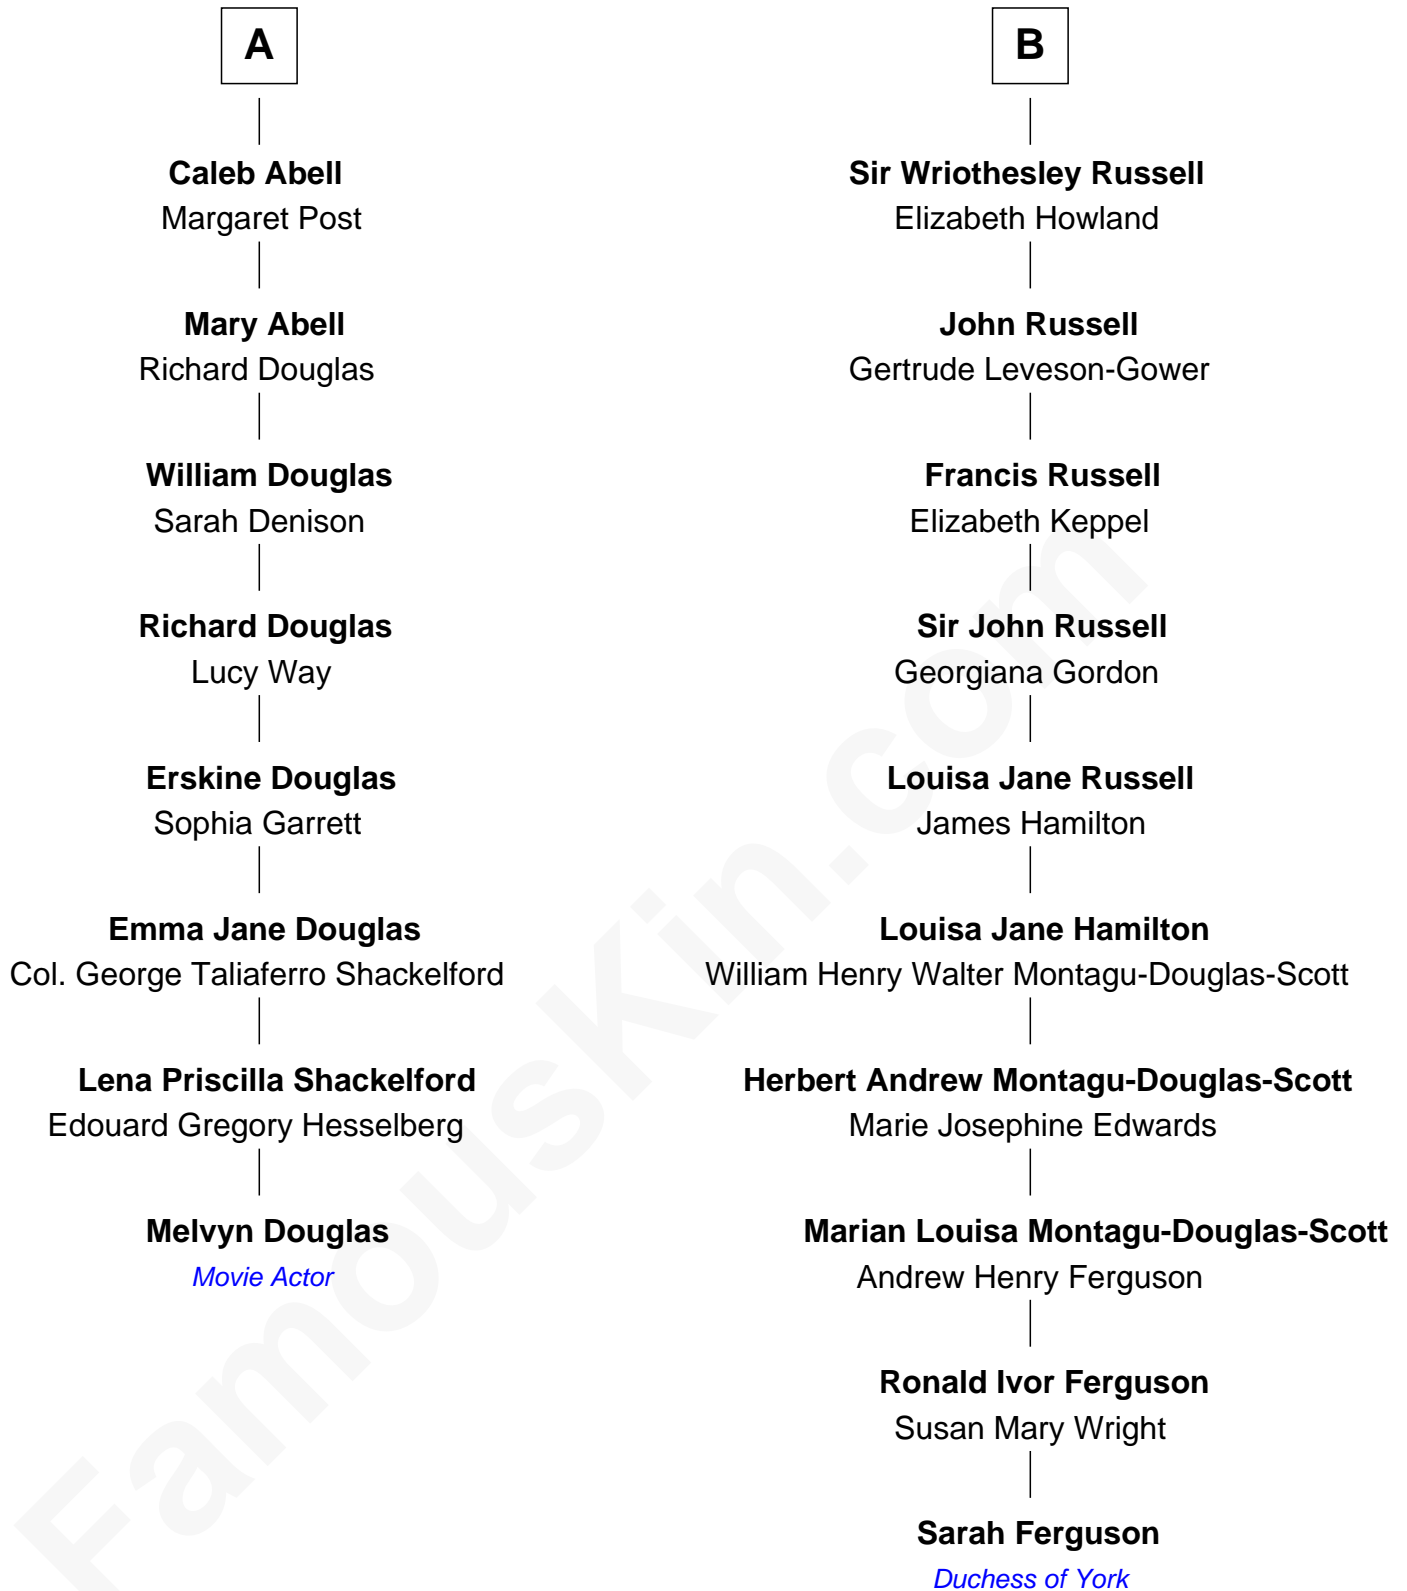 A
Caleb Abell
Margaret Post
Mary Abell
Richard Douglas
William Douglas
Sarah Denison
Richard Douglas
Lucy Way
Erskine Douglas
Sophia Garrett
Emma Jane Douglas
Col. George Taliaferro Shackelford
Lena Priscilla Shackelford
Edouard Gregory Hesselberg
Melvyn Douglas
Movie Actor
B
Sir Wriothesley Russell
Elizabeth Howland
John Russell
Gertrude Leveson-Gower
Francis Russell
Elizabeth Keppel
Sir John Russell
Georgiana Gordon
Louisa Jane Russell
James Hamilton
Louisa Jane Hamilton
William Henry Walter Montagu-Douglas-Scott
Herbert Andrew Montagu-Douglas-Scott
Marie Josephine Edwards
Marian Louisa Montagu-Douglas-Scott
Andrew Henry Ferguson
Ronald Ivor Ferguson
Susan Mary Wright
Sarah Ferguson
Duchess of York
FamousKin.com